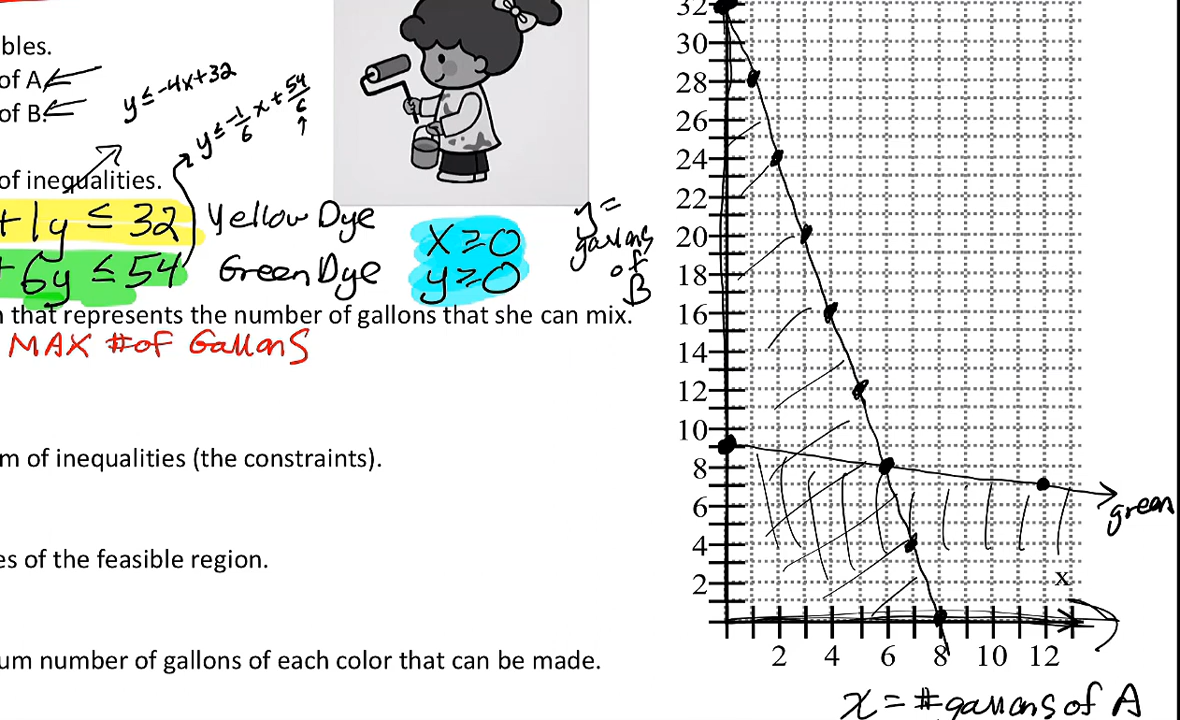 bles.
of A
of B.
y ≤ -4x+32
y ≤ -1/6 x + 54/6
of inequalities.
+1y ≤ 32 Yellow Dye
+ 6y ≤ 54 Green Dye
x ≥ 0
y ≥ 0
y =
gallons
of
B
n that represents the number of gallons that she can mix.
MAX # of Gallons
m of inequalities (the constraints).
es of the feasible region.
um number of gallons of each color that can be made.
32
30
28
26
24
22
20
18
16
14
12
10
8
6
4
2
green
x
2 4 6 8 10 12
x = # gallons of A